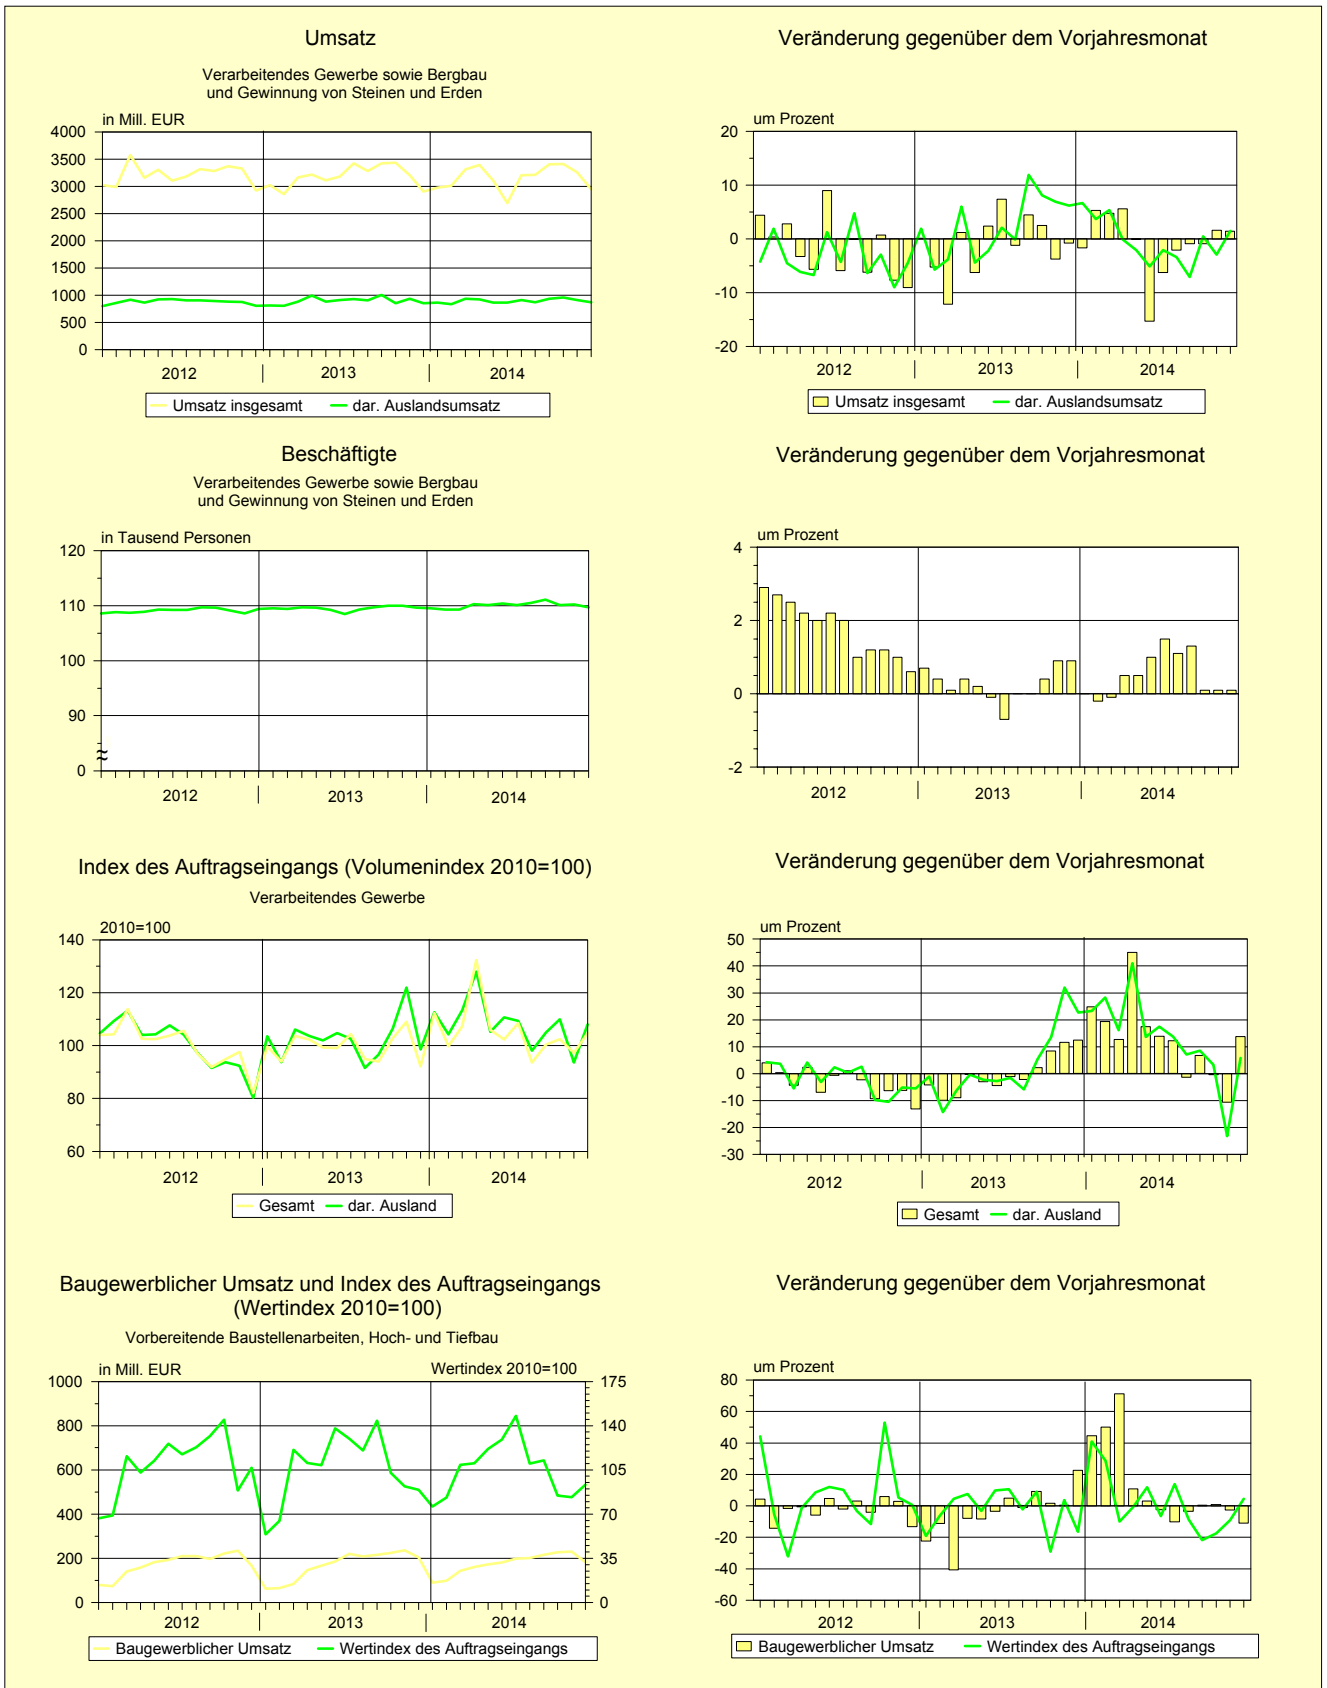 Umsatz
Verarbeitendes Gewerbe sowie Bergbau
und Gewinnung von Steinen und Erden
in Mill. EUR
4000
3500
3000
2500
2000
1500
1000
500
0
2012
2013
2014
Umsatz insgesamt
dar. Auslandsumsatz
Veränderung gegenüber dem Vorjahresmonat
um Prozent
20
10
0
-10
-20
2012
2013
2014
Umsatz insgesamt
dar. Auslandsumsatz
Beschäftigte
Verarbeitendes Gewerbe sowie Bergbau
und Gewinnung von Steinen und Erden
in Tausend Personen
120
110
100
90
≈
0
2012
2013
2014
Veränderung gegenüber dem Vorjahresmonat
um Prozent
4
2
0
-2
2012
2013
2014
Index des Auftragseingangs (Volumenindex 2010=100)
Verarbeitendes Gewerbe
2010=100
140
120
100
80
60
2012
2013
2014
Gesamt
dar. Ausland
Veränderung gegenüber dem Vorjahresmonat
um Prozent
50
40
30
20
10
0
-10
-20
-30
2012
2013
2014
Gesamt
dar. Ausland
Baugewerblicher Umsatz und Index des Auftragseingangs
(Wertindex 2010=100)
Vorbereitende Baustellenarbeiten, Hoch- und Tiefbau
in Mill. EUR
Wertindex 2010=100
1000
800
600
400
200
0
175
140
105
70
35
0
2012
2013
2014
Baugewerblicher Umsatz
Wertindex des Auftragseingangs
Veränderung gegenüber dem Vorjahresmonat
um Prozent
80
60
40
20
0
-20
-40
-60
2012
2013
2014
Baugewerblicher Umsatz
Wertindex des Auftragseingangs